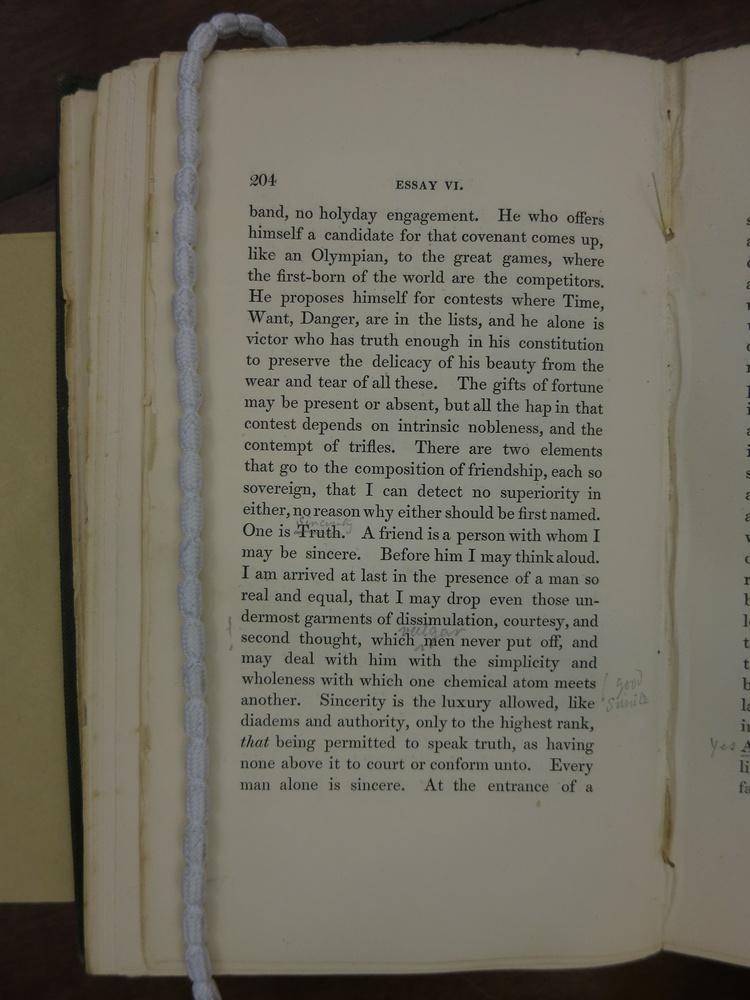 204
ESSAY VI.
band, no holyday engagement. He who offers
himself a candidate for that covenant comes up,
like an Olympian, to the great games, where
the first-born of the world are the competitors.
He proposes himself for contests where Time,
Want, Danger, are in the lists, and he alone is
victor who has truth enough in his constitution
to preserve the delicacy of his beauty from the
wear and tear of all these. The gifts of fortune
may be present or absent, but all the hap in that
contest depends on intrinsic nobleness, and the
contempt of trifles. There are two elements
that go to the composition of friendship, each so
sovereign, that I can detect no superiority in
either, no reason why either should be first named.
sincerity
One is Truth. A friend is a person with whom I
may be sincere. Before him I may think aloud.
I am arrived at last in the presence of a man so
real and equal, that I may drop even those un-
dermost garments of dissimulation, courtesy, and
vulgar
second thought, which men never put off, and
may deal with him with the simplicity and
wholeness with which one chemical atom meets
good
another. Sincerity is the luxury allowed, like
simile
diadems and authority, only to the highest rank,
that being permitted to speak truth, as having
none above it to court or conform unto. Every
man alone is sincere. At the entrance of a
yes